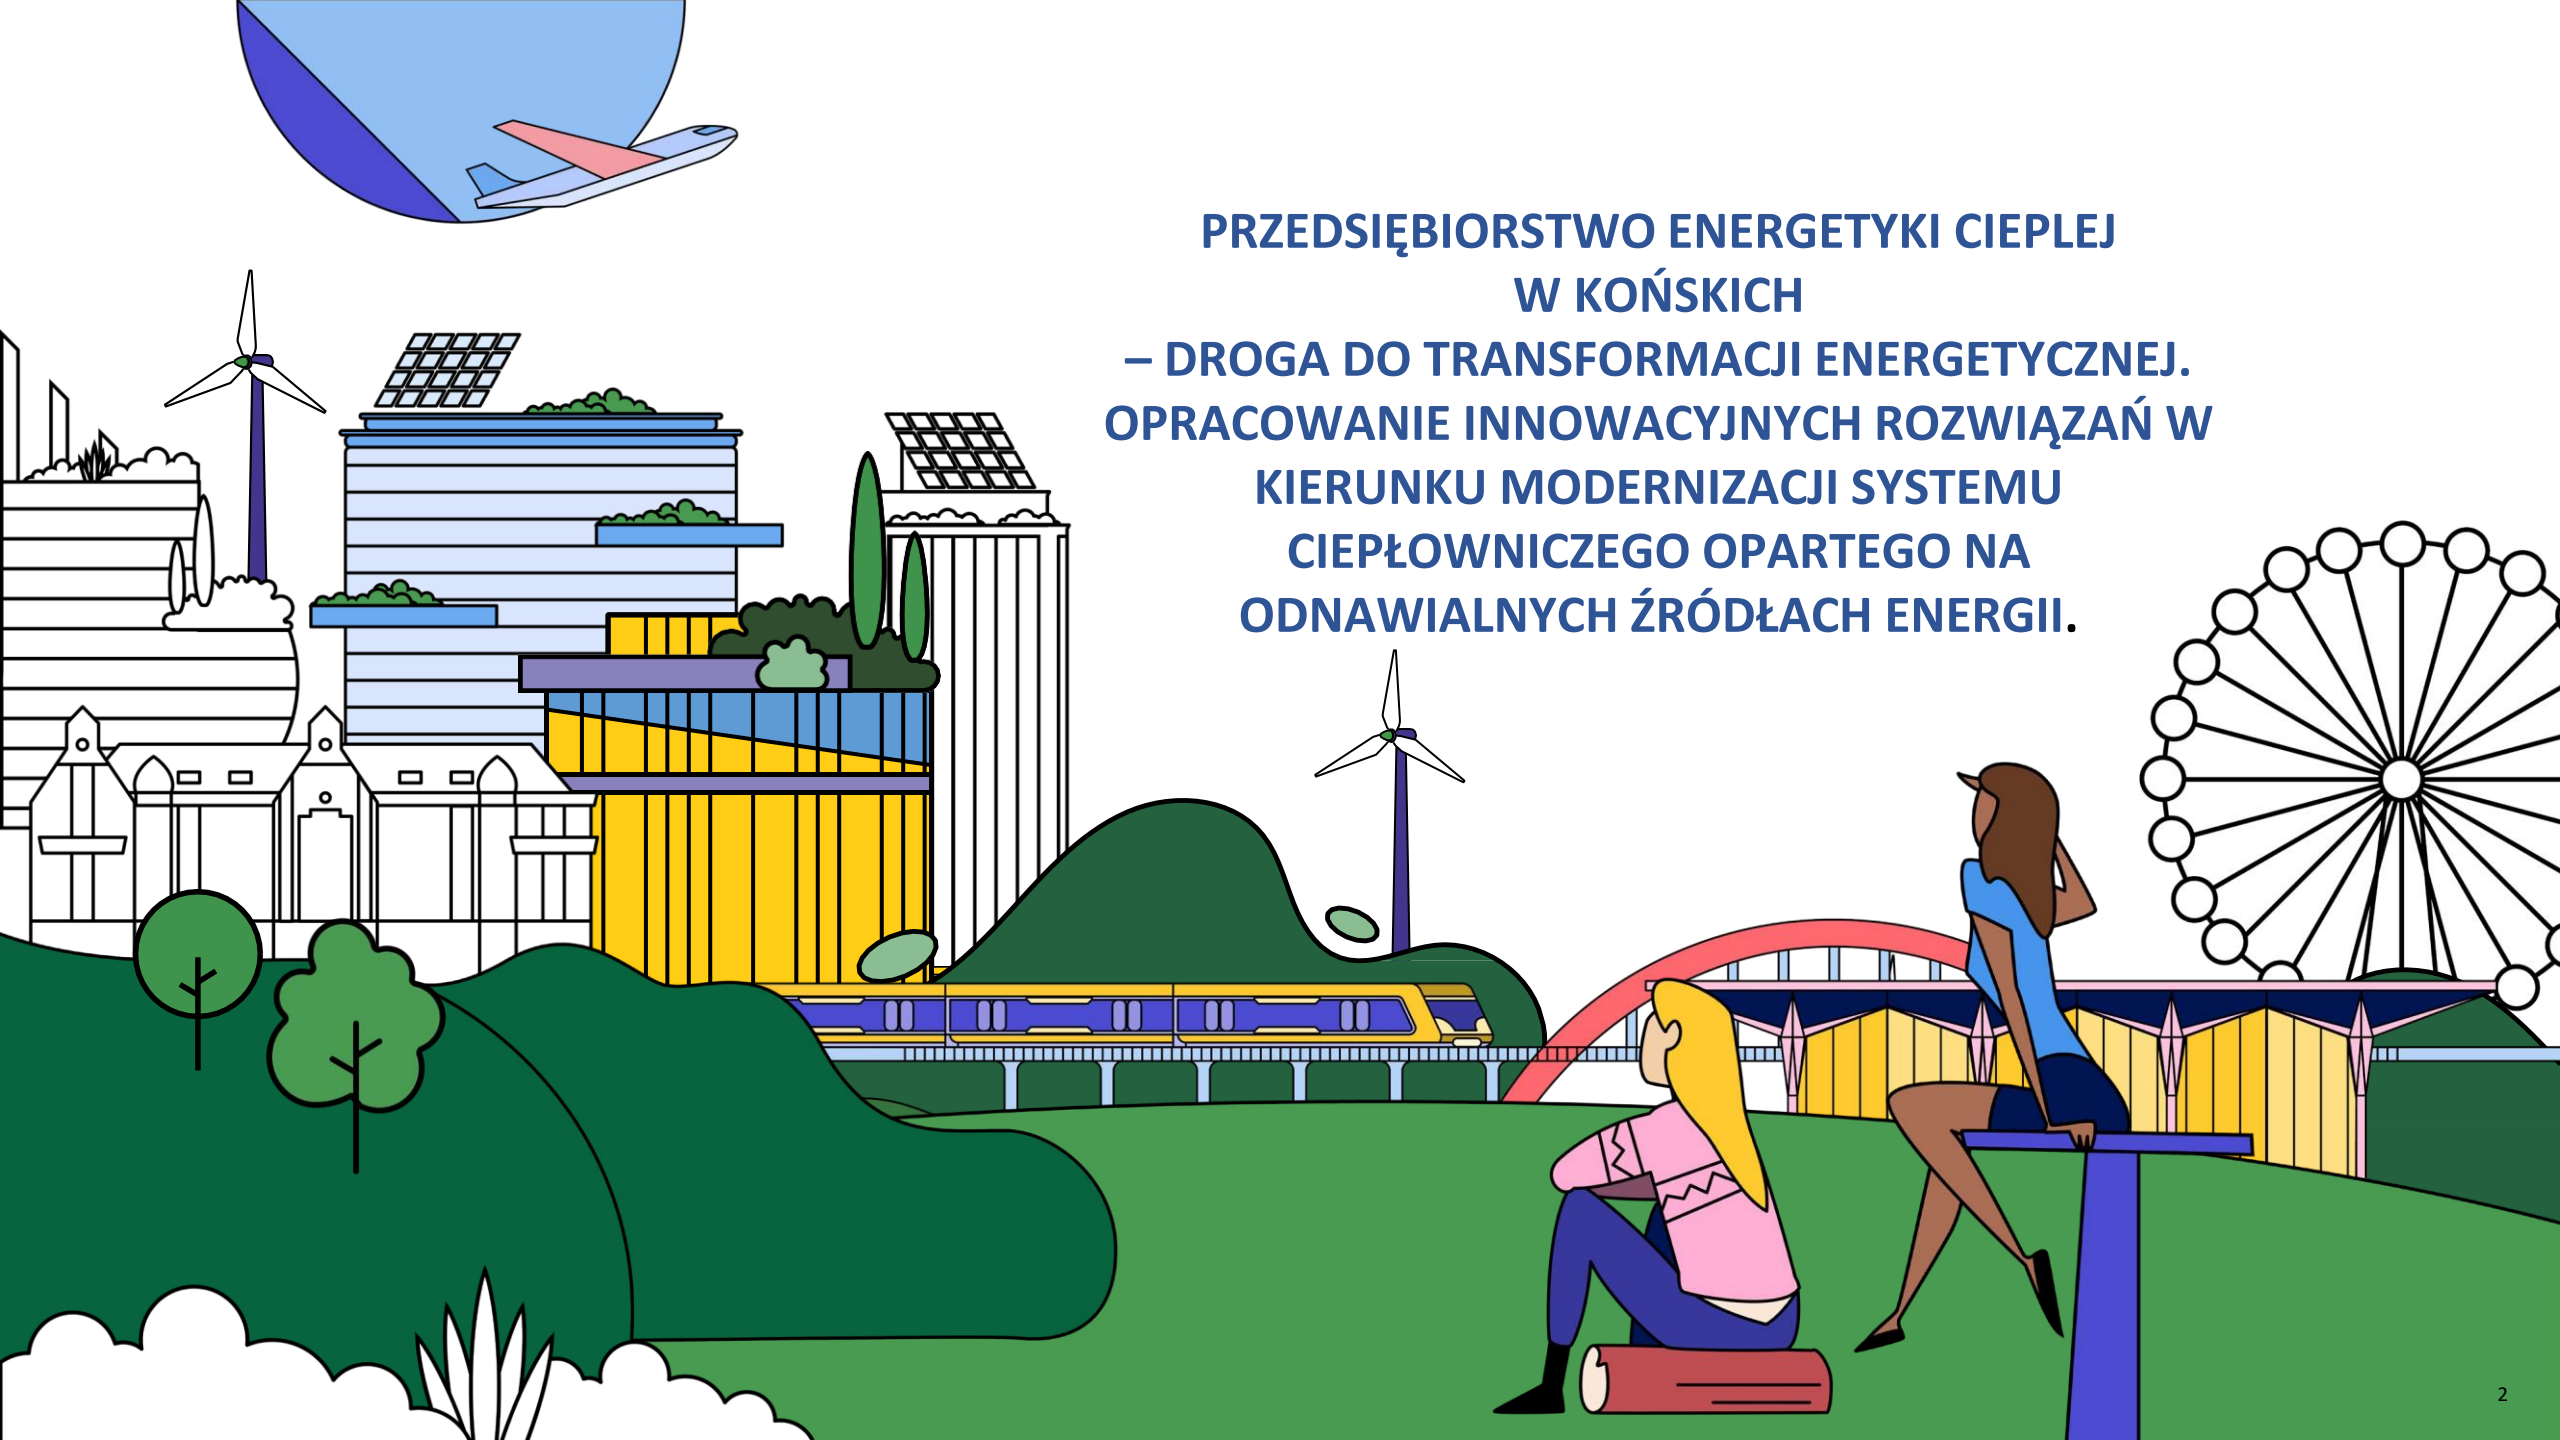 PRZEDSIĘBIORSTWO ENERGETYKI CIEPLEJ
W KOŃSKICH
– DROGA DO TRANSFORMACJI ENERGETYCZNEJ.
OPRACOWANIE INNOWACYJNYCH ROZWIĄZAŃ W
KIERUNKU MODERNIZACJI SYSTEMU
CIEPŁOWNICZEGO OPARTEGO NA
ODNAWIALNYCH ŹRÓDŁACH ENERGII.
2